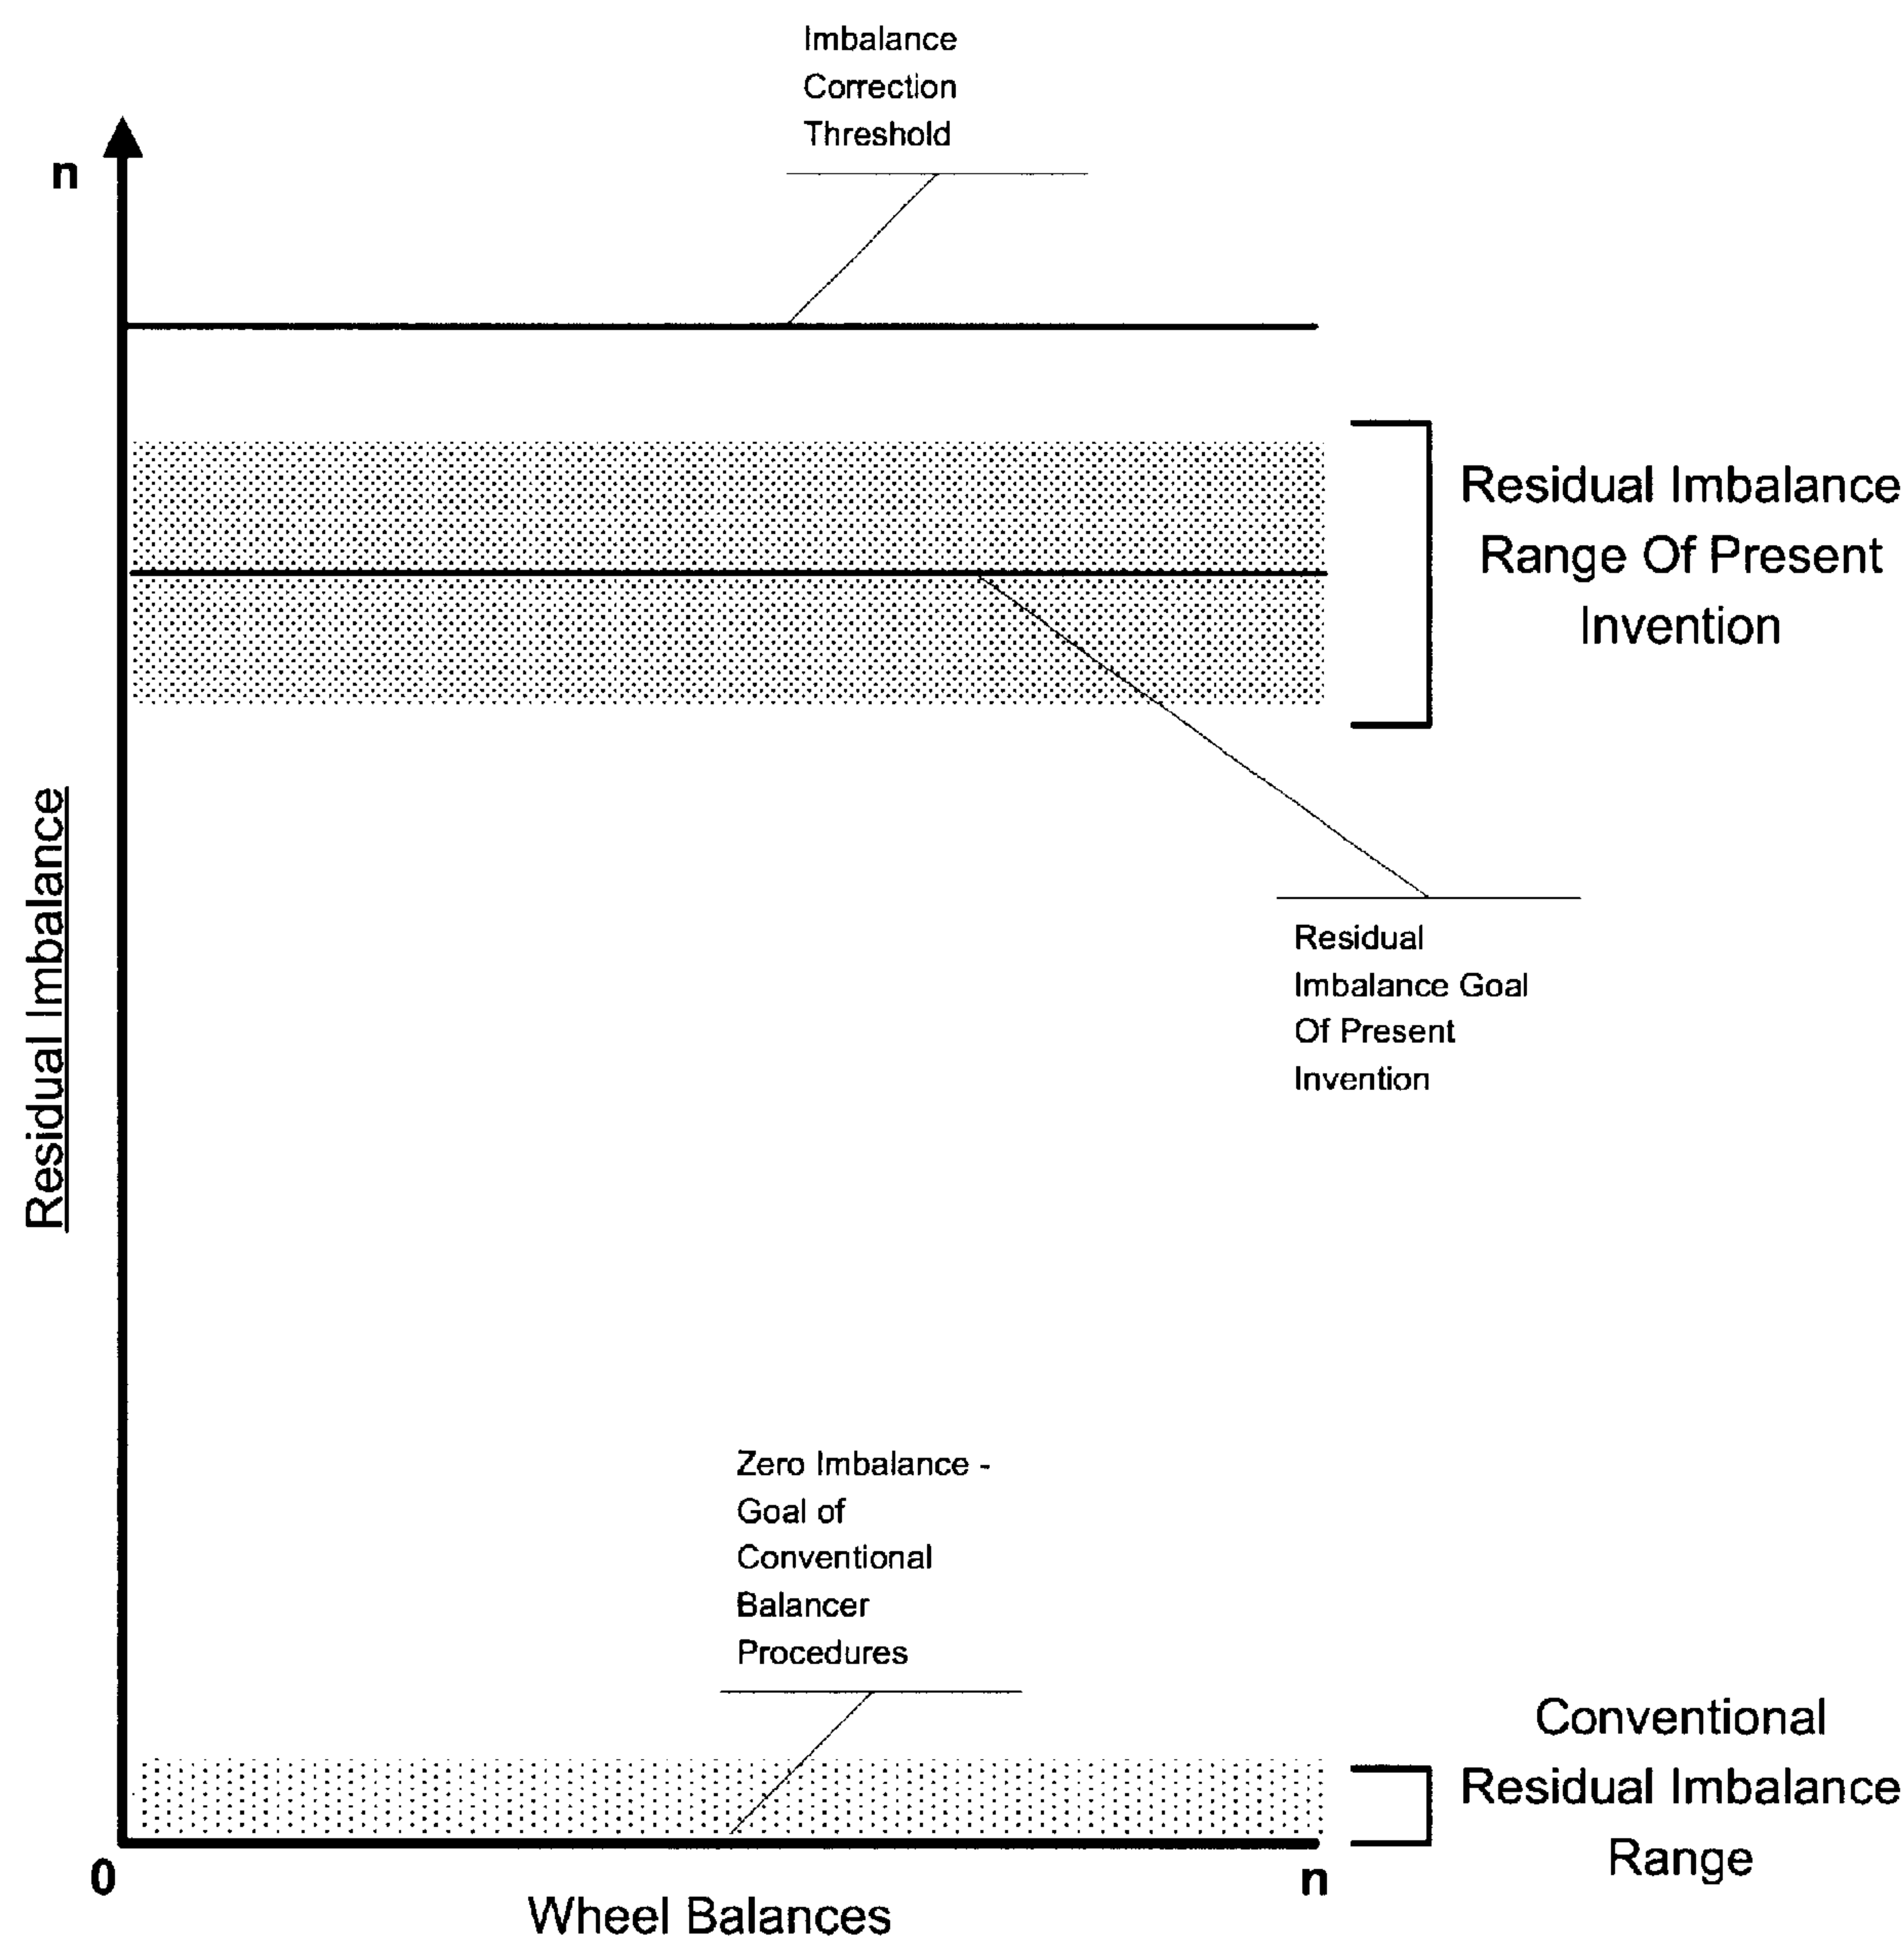 Imbalance
Correction
Threshold
n
Residual Imbalance
Range Of Present
Invention
Residual Imbalance
Residual
Imbalance Goal
Of Present
Invention
Zero Imbalance -
Goal of
Conventional
Balancer
Procedures
Conventional
Residual Imbalance
Range
0
n
Wheel Balances